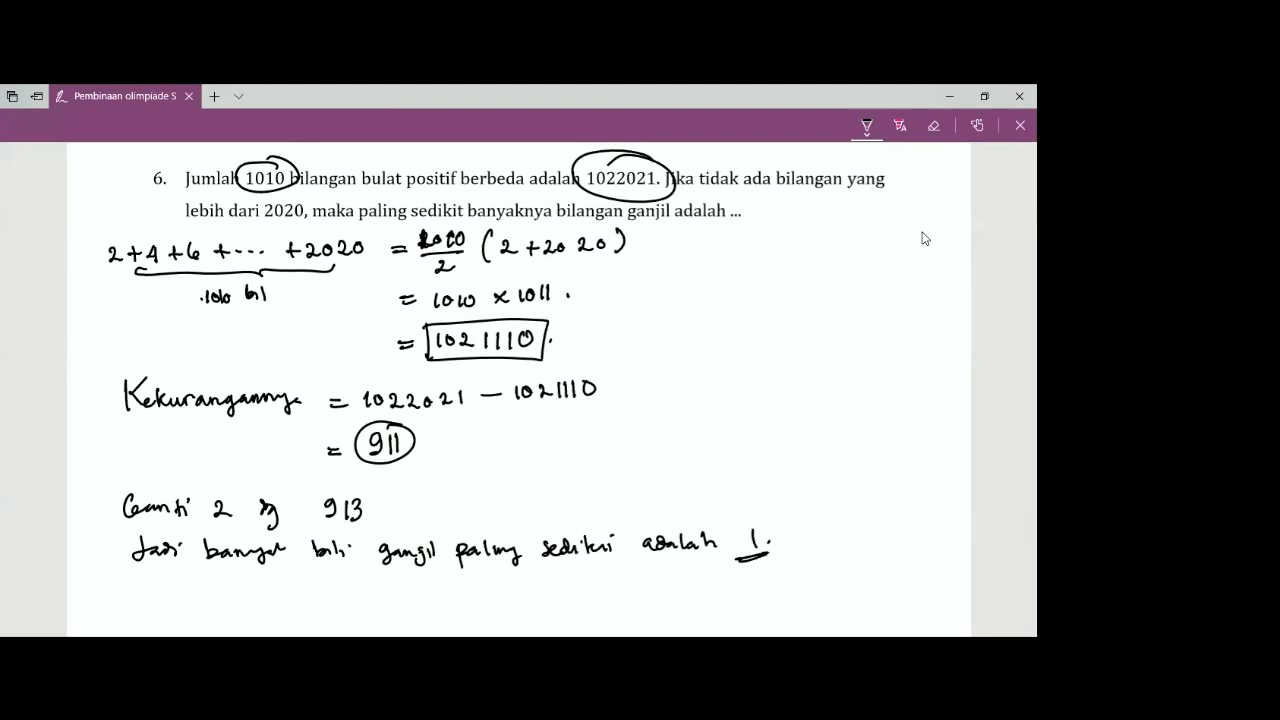 Pembinaan olimpiade S
6. Jumlah 1010 bilangan bulat positif berbeda adalah 1022021. Jika tidak ada bilangan yang
lebih dari 2020, maka paling sedikit banyaknya bilangan ganjil adalah ...
2 + 4 + 6 + ... + 2020 = 1010/2 (2 + 2020)
1010 bil
= 1010 × 1011 .
= 1021110 .
Kekurangannya = 1022021 − 1021110
= 911
Ganti 2 dg 913
Jadi banyak bil. ganjil paling sedikit adalah 1.